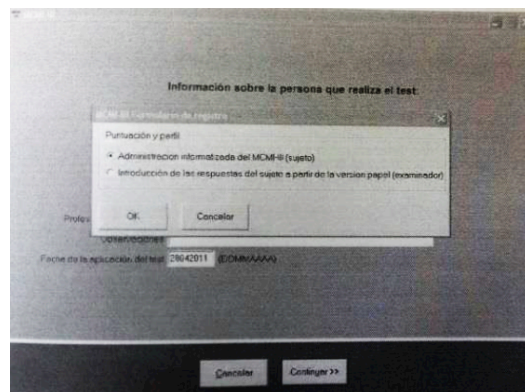 Información sobre la persona que realiza el test:
MCMI-III Formulario de registro
Puntuación y perfil
Administración informatizada del MCMI-III (sujeto)
Introducción de las respuestas del sujeto a partir de la version papel (examinador)
OK
Cancelar
Observaciones
Fecha de la aplicación del test 28042011 (DDMMAAAA)
Cancelar
Continuar >>